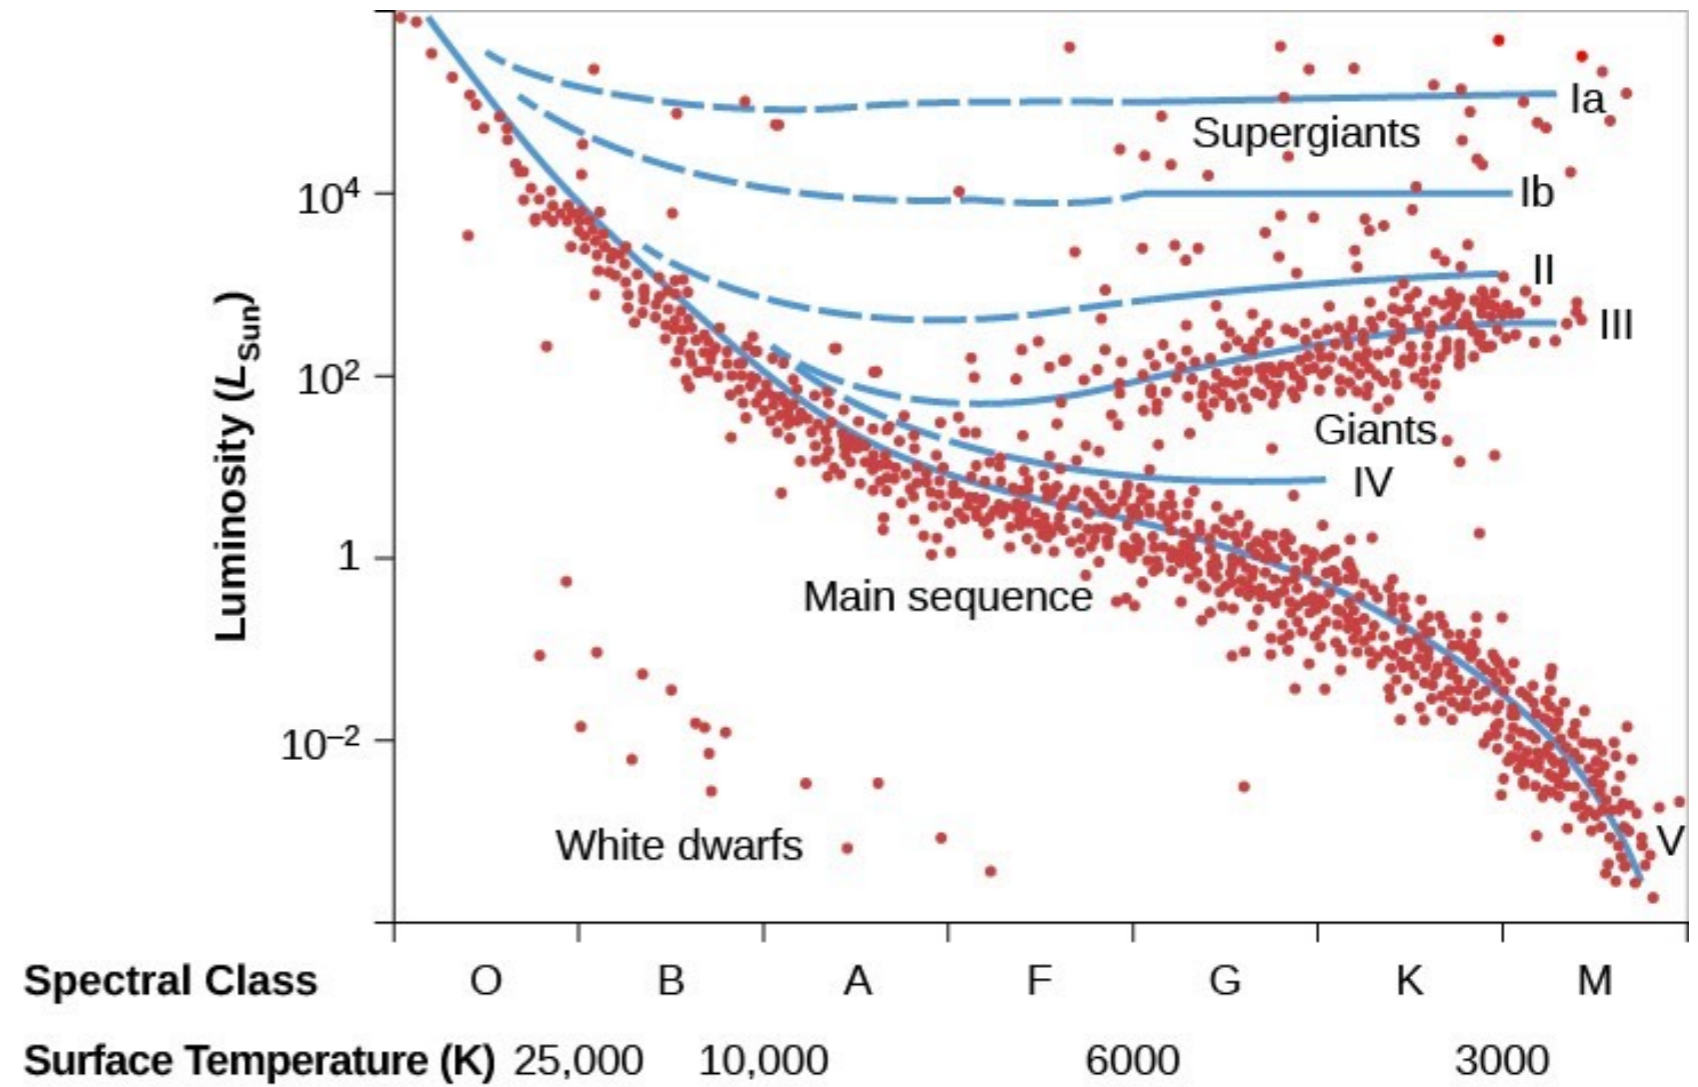 Ia
Supergiants
10⁴
Ib
II
Luminosity (L_Sun)
III
10²
Giants
IV
1
Main sequence
10⁻²
White dwarfs
V
Spectral Class O B A F G K M
Surface Temperature (K) 25,000 10,000 6000 3000